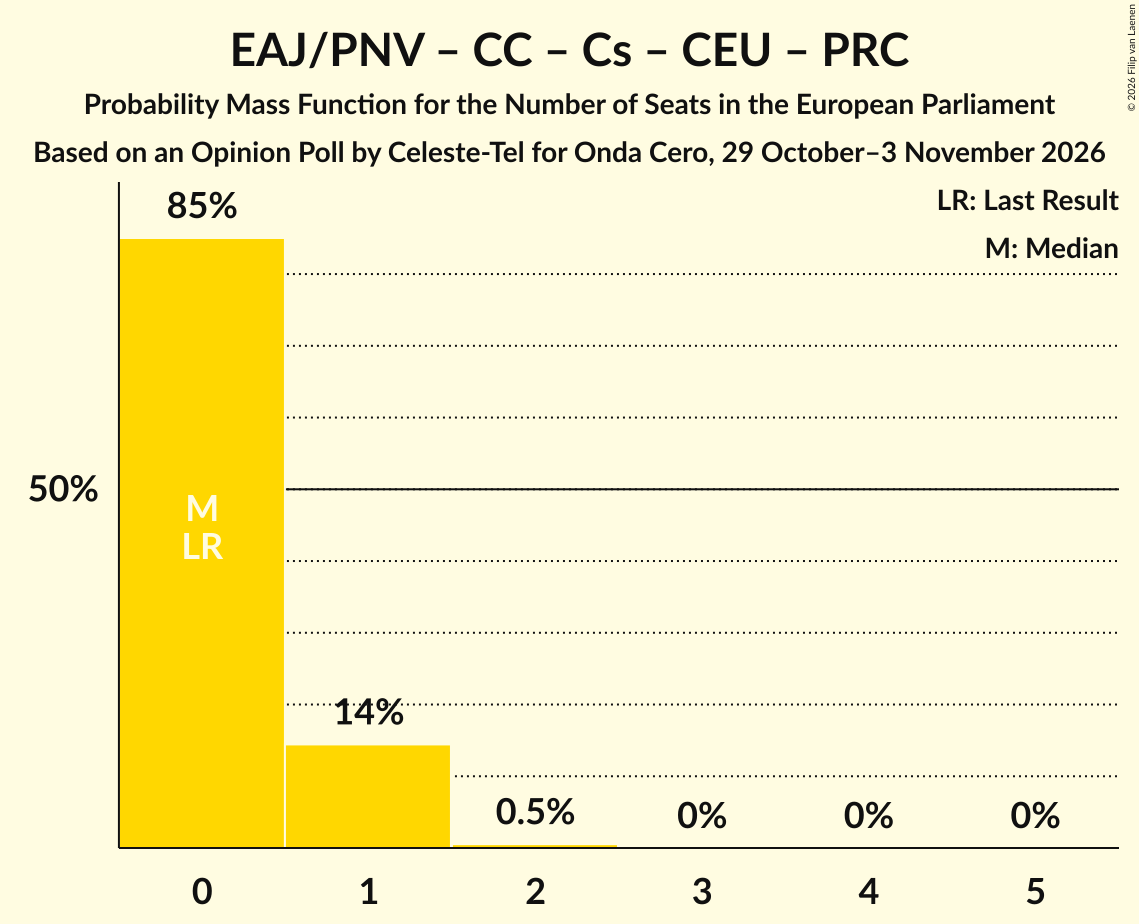 EAJ/PNV – CC – Cs – CEU – PRC
Probability Mass Function for the Number of Seats in the European Parliament
Based on an Opinion Poll by Celeste-Tel for Onda Cero, 29 October–3 November 2026
© 2026 Filip van Laenen
LR: Last Result
M: Median
85%
50%
M
LR
14%
0.5%
0%
0%
0%
0
1
2
3
4
5